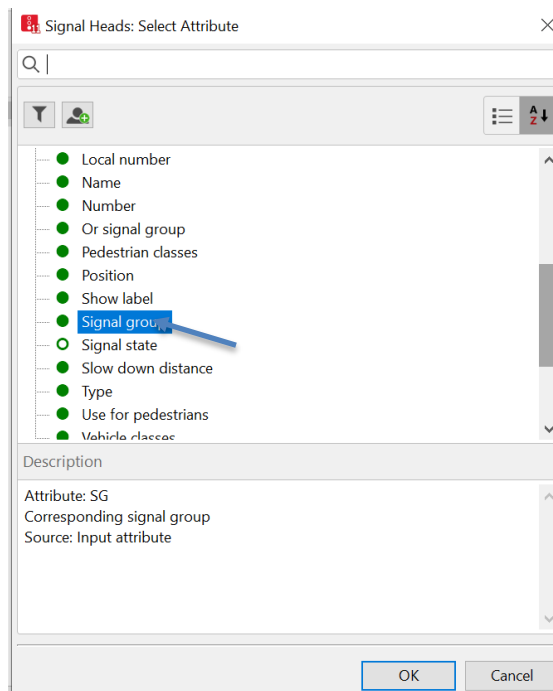 Signal Heads: Select Attribute
Local number
Name
Number
Or signal group
Pedestrian classes
Position
Show label
Signal group
Signal state
Slow down distance
Type
Use for pedestrians
Vehicle classes
Description
Attribute: SG
Corresponding signal group
Source: Input attribute
OK Cancel